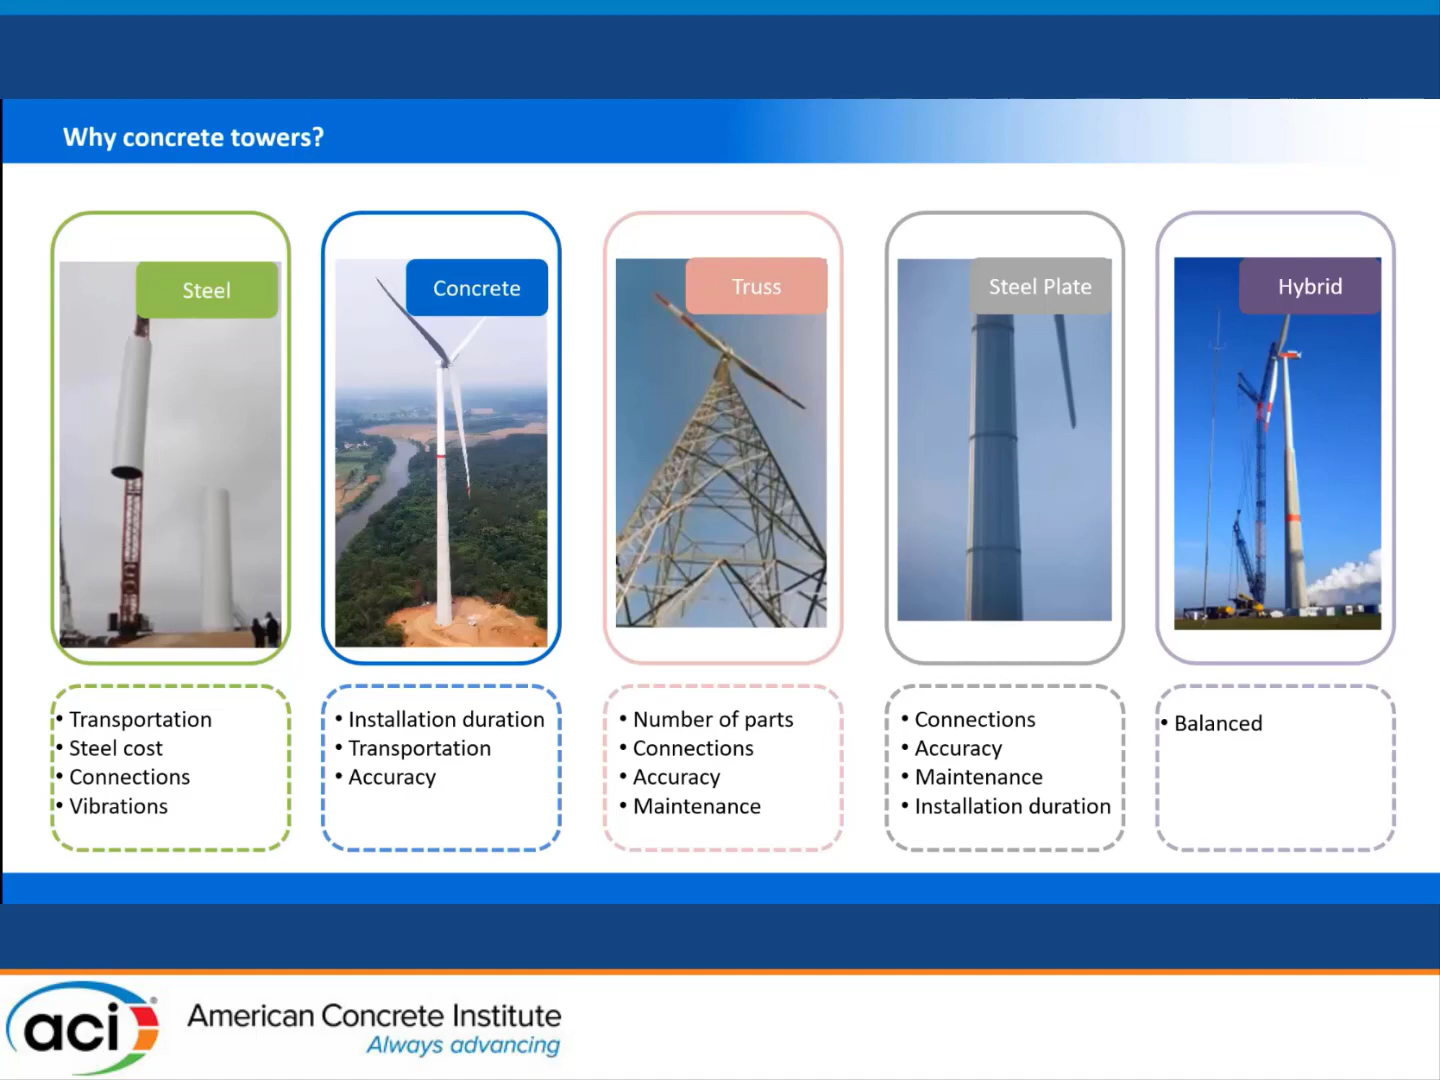 Why concrete towers?
Steel
Concrete
Truss
Steel Plate
Hybrid
• Transportation
• Steel cost
• Connections
• Vibrations
• Installation duration
• Transportation
• Accuracy
• Number of parts
• Connections
• Accuracy
• Maintenance
• Connections
• Accuracy
• Maintenance
• Installation duration
• Balanced
aci®
American Concrete Institute
Always advancing